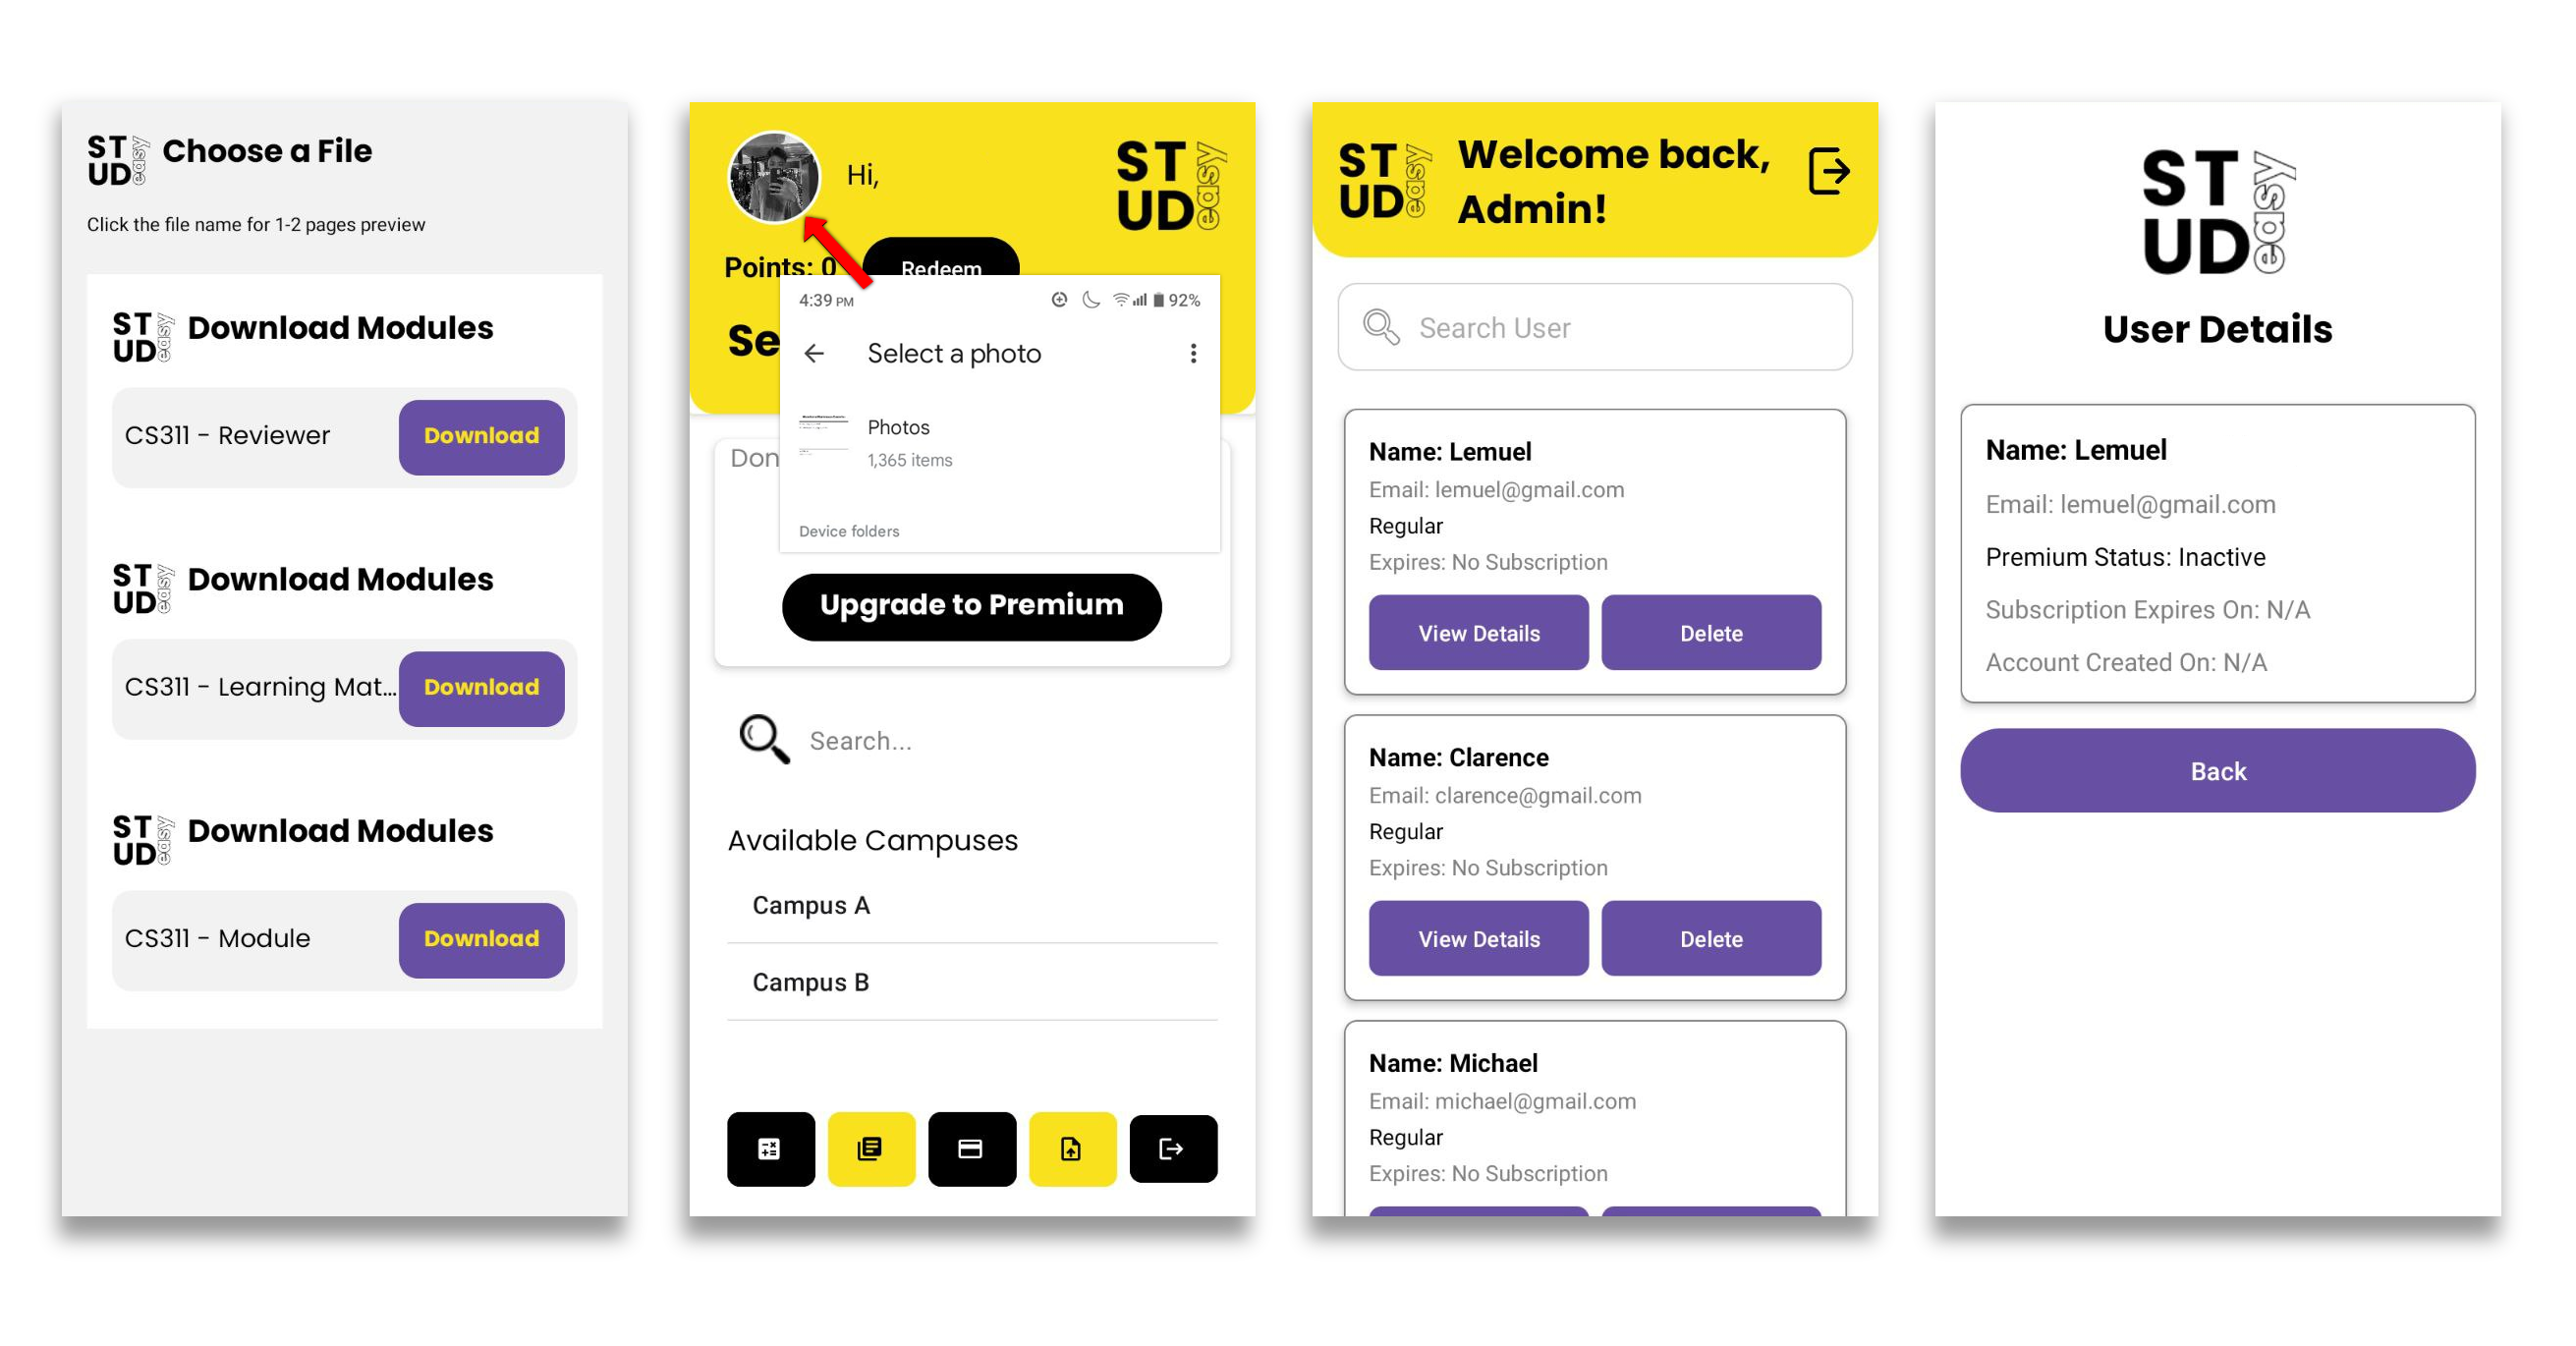 ST
UD easy
Choose a File
Click the file name for 1-2 pages preview
ST
UD easy
Download Modules
CS311 - Reviewer
Download
ST
UD easy
Download Modules
CS311 - Learning Mat...
Download
ST
UD easy
Download Modules
CS311 - Module
Download
Hi,
ST
UD easy
Points: 0
Redeem
Se
4:39 PM
92%
Select a photo
Photos
1,365 items
Device folders
Don
Upgrade to Premium
Search...
Available Campuses
Campus A
Campus B
ST
UD easy
Welcome back,
Admin!
Search User
Name: Lemuel
Email: lemuel@gmail.com
Regular
Expires: No Subscription
View Details
Delete
Name: Clarence
Email: clarence@gmail.com
Regular
Expires: No Subscription
View Details
Delete
Name: Michael
Email: michael@gmail.com
Regular
Expires: No Subscription
ST
UD easy
User Details
Name: Lemuel
Email: lemuel@gmail.com
Premium Status: Inactive
Subscription Expires On: N/A
Account Created On: N/A
Back